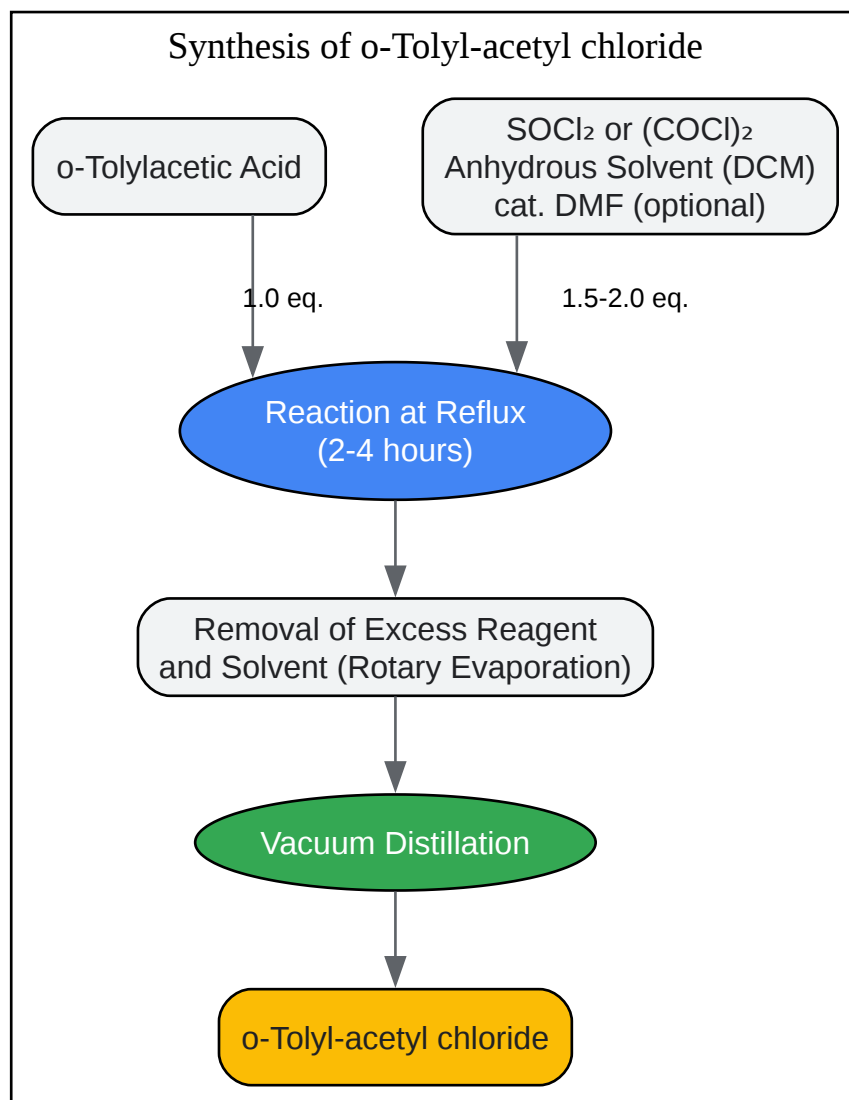 Synthesis of o-Tolyl-acetyl chloride
o-Tolylacetic Acid
SOCl₂ or (COCl)₂
Anhydrous Solvent (DCM)
cat. DMF (optional)
1.0 eq.
1.5-2.0 eq.
Reaction at Reflux
(2-4 hours)
Removal of Excess Reagent
and Solvent (Rotary Evaporation)
Vacuum Distillation
o-Tolyl-acetyl chloride